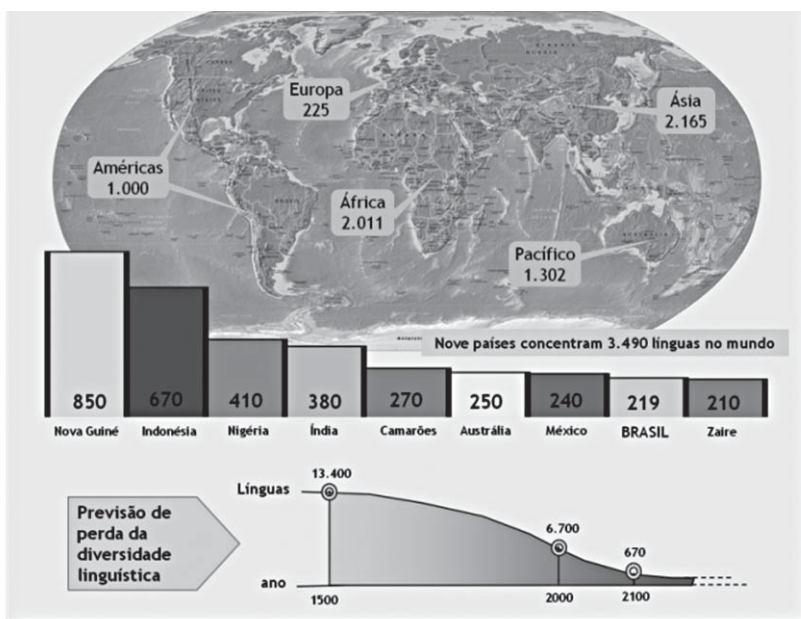 Europa
225
Ásia
2.165
Américas
1.000
África
2.011
Pacífico
1.302
Nove países concentram 3.490 línguas no mundo
850
670
410
380
270
250
240
219
210
Nova Guiné
Indonésia
Nigéria
Índia
Camarões
Austrália
México
BRASIL
Zaire
Previsão de
perda da
diversidade
linguística
Línguas
13.400
6.700
670
ano
1500
2000
2100